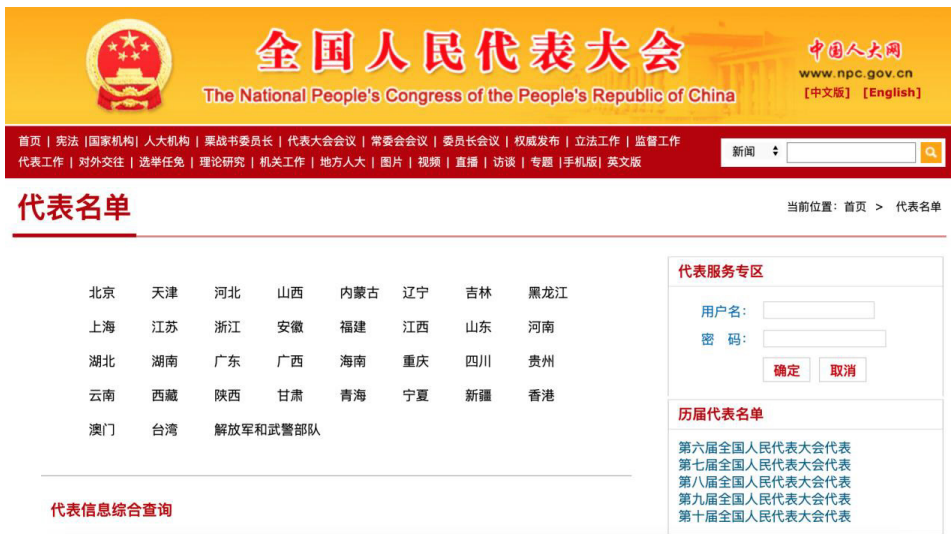 全国人民代表大会
The National People's Congress of the People's Republic of China
中国人大网
www.npc.gov.cn
[中文版] [English]
首页 | 宪法 |国家机构| 人大机构 | 栗战书委员长 | 代表大会会议 | 常委会会议 | 委员长会议 | 权威发布 | 立法工作 | 监督工作
代表工作 | 对外交往 | 选举任免 | 理论研究 | 机关工作 | 地方人大 | 图片 | 视频 | 直播 | 访谈 | 专题 |手机版| 英文版
新闻
代表名单
当前位置：首页 > 代表名单
北京 天津 河北 山西 内蒙古 辽宁 吉林 黑龙江
上海 江苏 浙江 安徽 福建 江西 山东 河南
湖北 湖南 广东 广西 海南 重庆 四川 贵州
云南 西藏 陕西 甘肃 青海 宁夏 新疆 香港
澳门 台湾 解放军和武警部队
代表信息综合查询
代表服务专区
用户名：
密 码：
确定 取消
历届代表名单
第六届全国人民代表大会代表
第七届全国人民代表大会代表
第八届全国人民代表大会代表
第九届全国人民代表大会代表
第十届全国人民代表大会代表